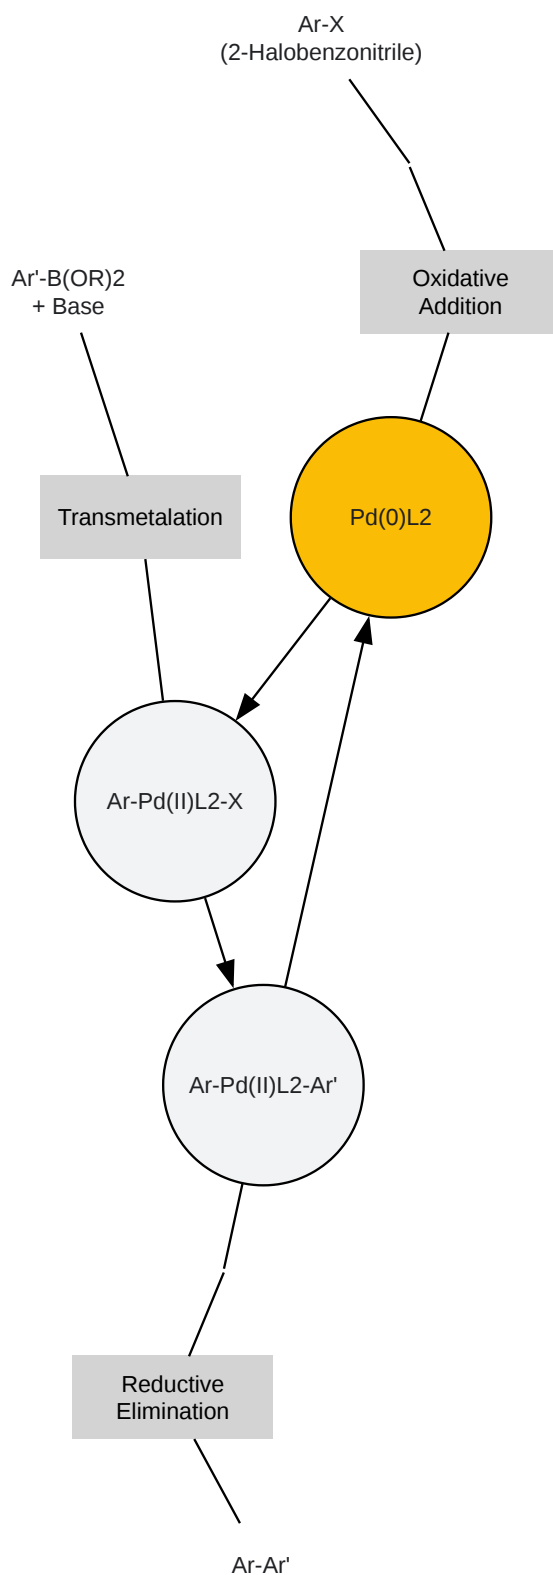 Ar-X
(2-Halobenzonitrile)
Ar'-B(OR)2
+ Base
Oxidative
Addition
Transmetalation
Pd(0)L2
Ar-Pd(II)L2-X
Ar-Pd(II)L2-Ar'
Reductive
Elimination
Ar-Ar'